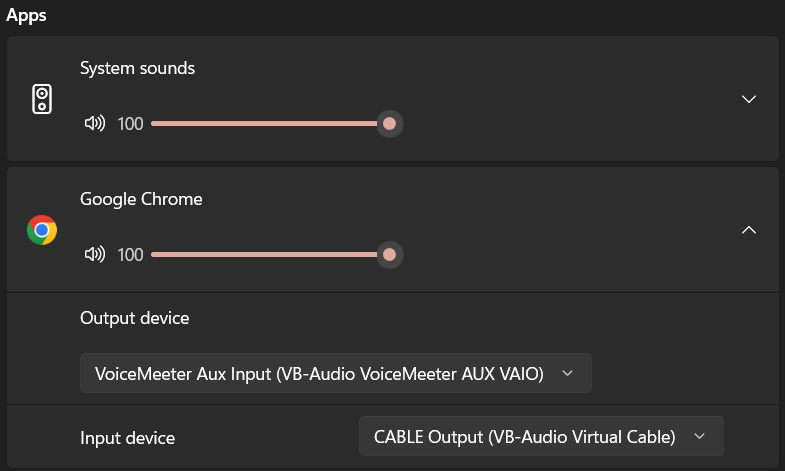 Apps
System sounds
100
Google Chrome
100
Output device
VoiceMeeter Aux Input (VB-Audio VoiceMeeter AUX VAIO)
Input device
CABLE Output (VB-Audio Virtual Cable)